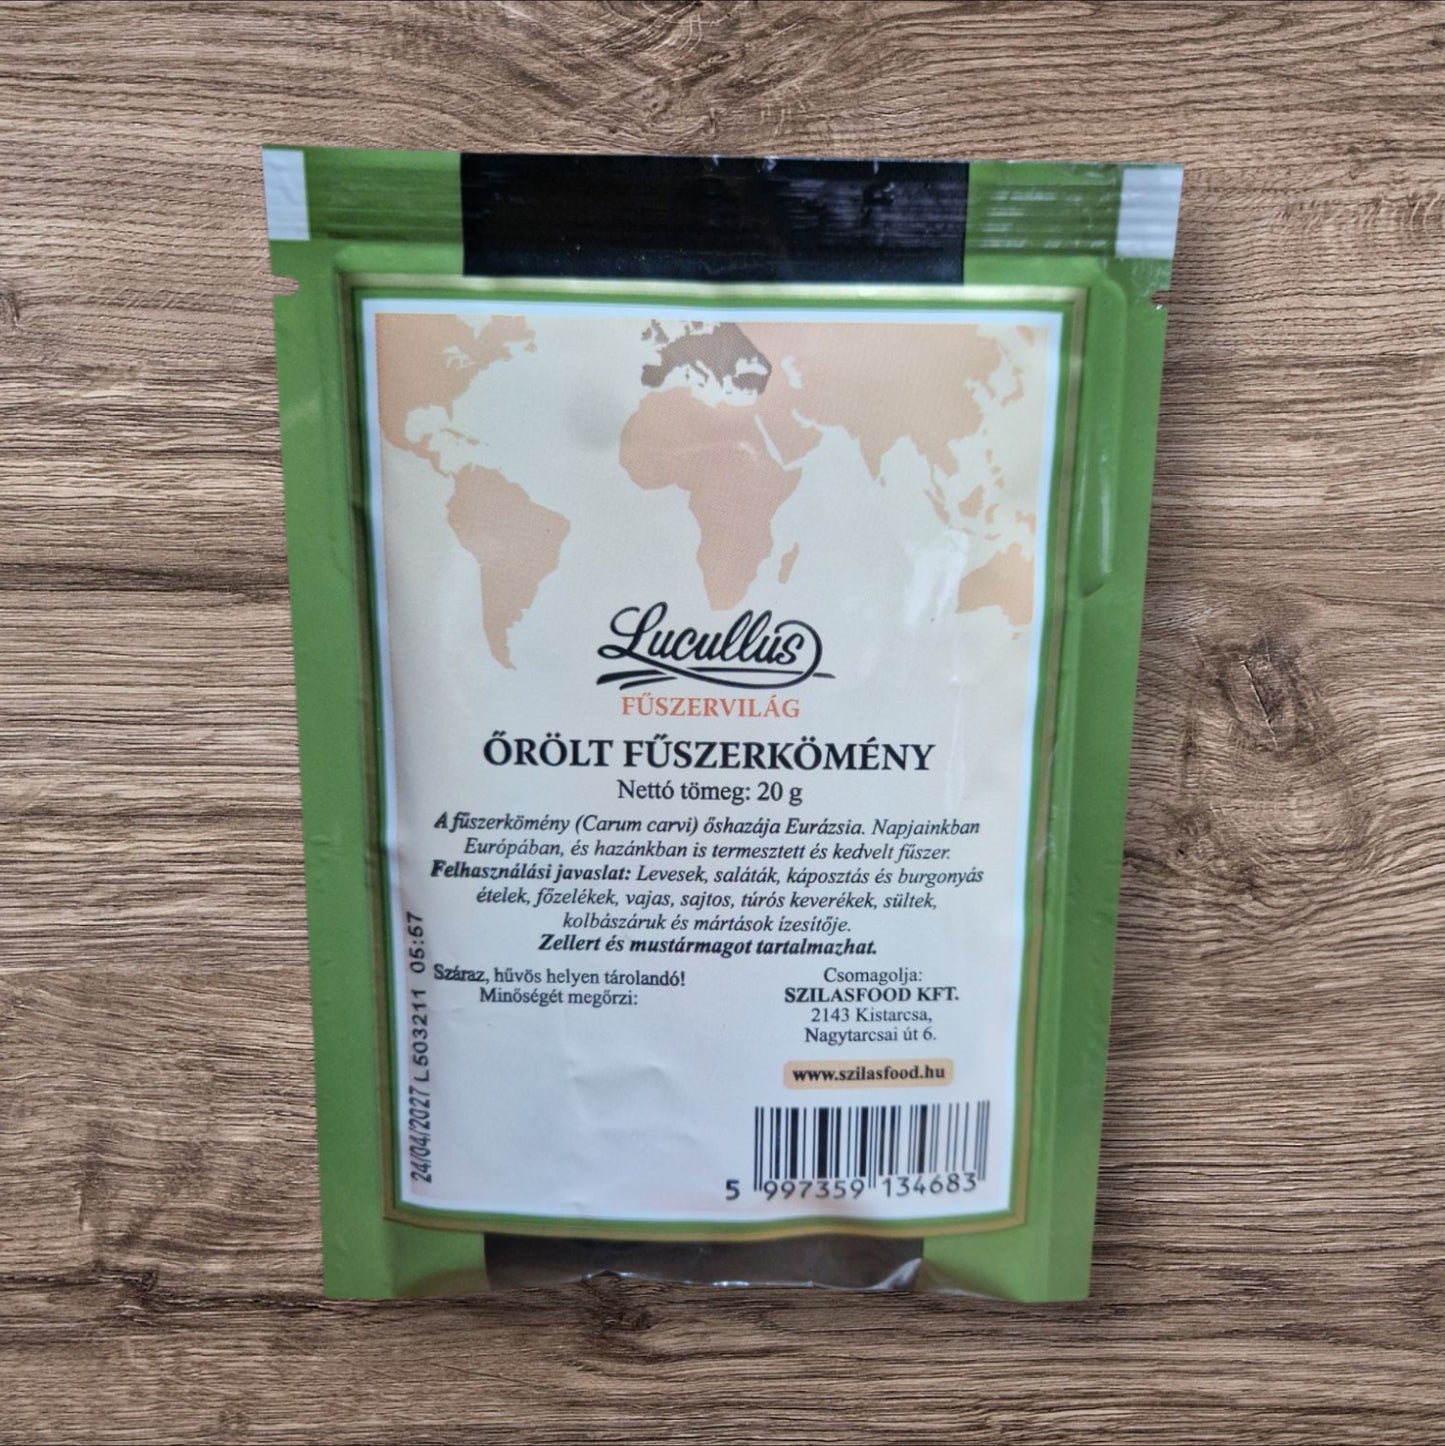 Lucullus
FŰSZERVILÁG
ŐRÖLT FŰSZERKÖMÉNY
Nettó tömeg: 20 g
A fűszerkömény (Carum carvi) őshazája Eurázsia. Napjainkban
Európában, és hazánkban is termesztett és kedvelt fűszer.
Felhasználási javaslat: Levesek, saláták, káposztás és burgonyás
ételek, főzelékek, vajas, sajtos, túrós keverékek, sültek,
kolbászáruk és mártások ízesítője.
Zellert és mustármagot tartalmazhat.
Száraz, hűvös helyen tárolandó!
Minőségét megőrzi:
24/04/2027 L503211 05:57
Csomagolja:
SZILASFOOD KFT.
2143 Kistarcsa,
Nagytarcsai út 6.
www.szilasfood.hu
5 997359 134683